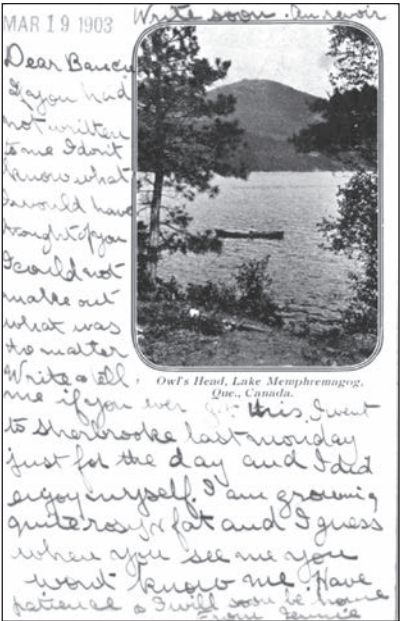 MAR 19 1903
Write soon. Au revoir
Dear
If you had
not written
to me I don't
know what
I would have
thought of you
I could not
make out
what was
the matter
Write & tell
Owl's Head, Lake Memphremagog,
Que., Canada.
me if you ever get this. I went
to Sherbrooke last monday
just for the day and I did
enjoy myself. I am growing
quite rosy & fat and I guess
when you see me you
wont know me Have
patience & I will soon be home
From Jennie